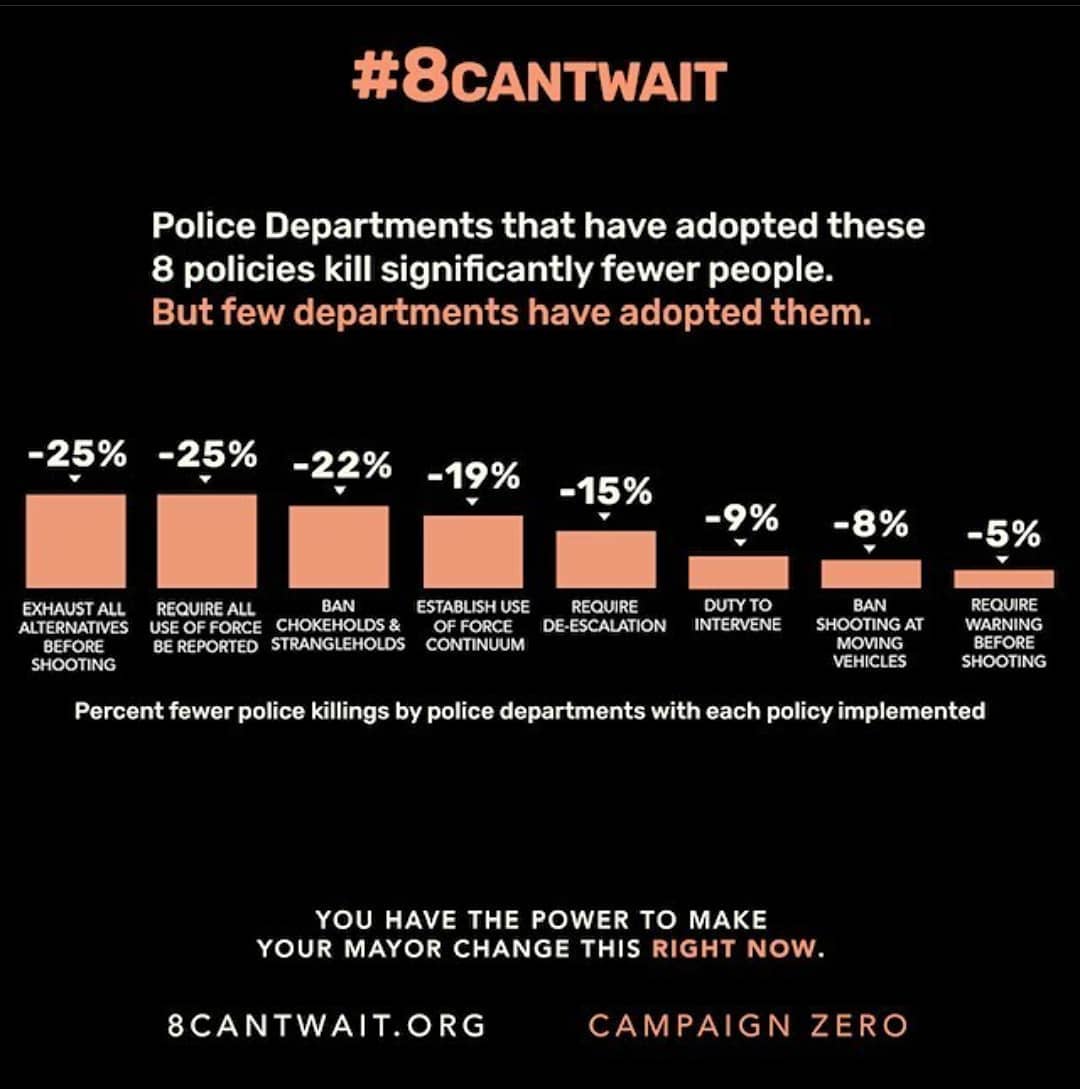 #8CANTWAIT
Police Departments that have adopted these
8 policies kill significantly fewer people.
But few departments have adopted them.
-25%
EXHAUST ALL
ALTERNATIVES
BEFORE
SHOOTING
-25%
REQUIRE ALL
USE OF FORCE
BE REPORTED
-22%
BAN
CHOKEHOLDS &
STRANGLEHOLDS
-19%
ESTABLISH USE
OF FORCE
CONTINUUM
-15%
REQUIRE
DE-ESCALATION
-9%
DUTY TO
INTERVENE
-8%
BAN
SHOOTING AT
MOVING
VEHICLES
-5%
REQUIRE
WARNING
BEFORE
SHOOTING
Percent fewer police killings by police departments with each policy implemented
YOU HAVE THE POWER TO MAKE
YOUR MAYOR CHANGE THIS RIGHT NOW.
8CANTWAIT.ORG
CAMPAIGN ZERO